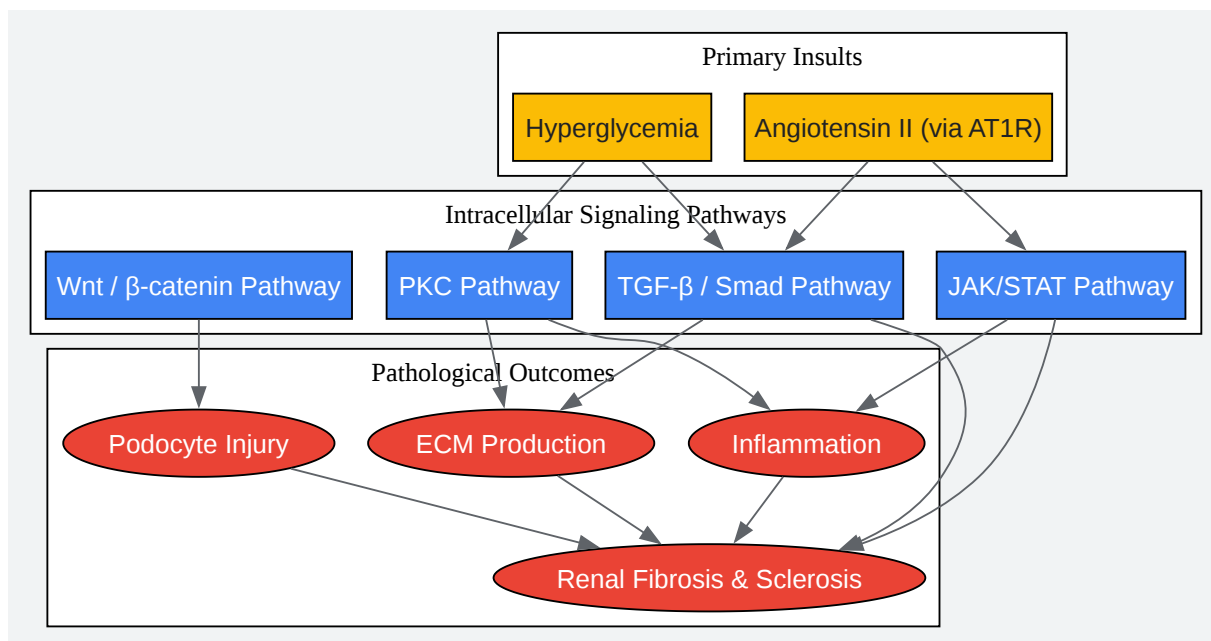 Primary Insults
Hyperglycemia
Angiotensin II (via AT1R)
Intracellular Signaling Pathways
Wnt / β-catenin Pathway
PKC Pathway
TGF-β / Smad Pathway
JAK/STAT Pathway
Pathological Outcomes
Podocyte Injury
ECM Production
Inflammation
Renal Fibrosis & Sclerosis